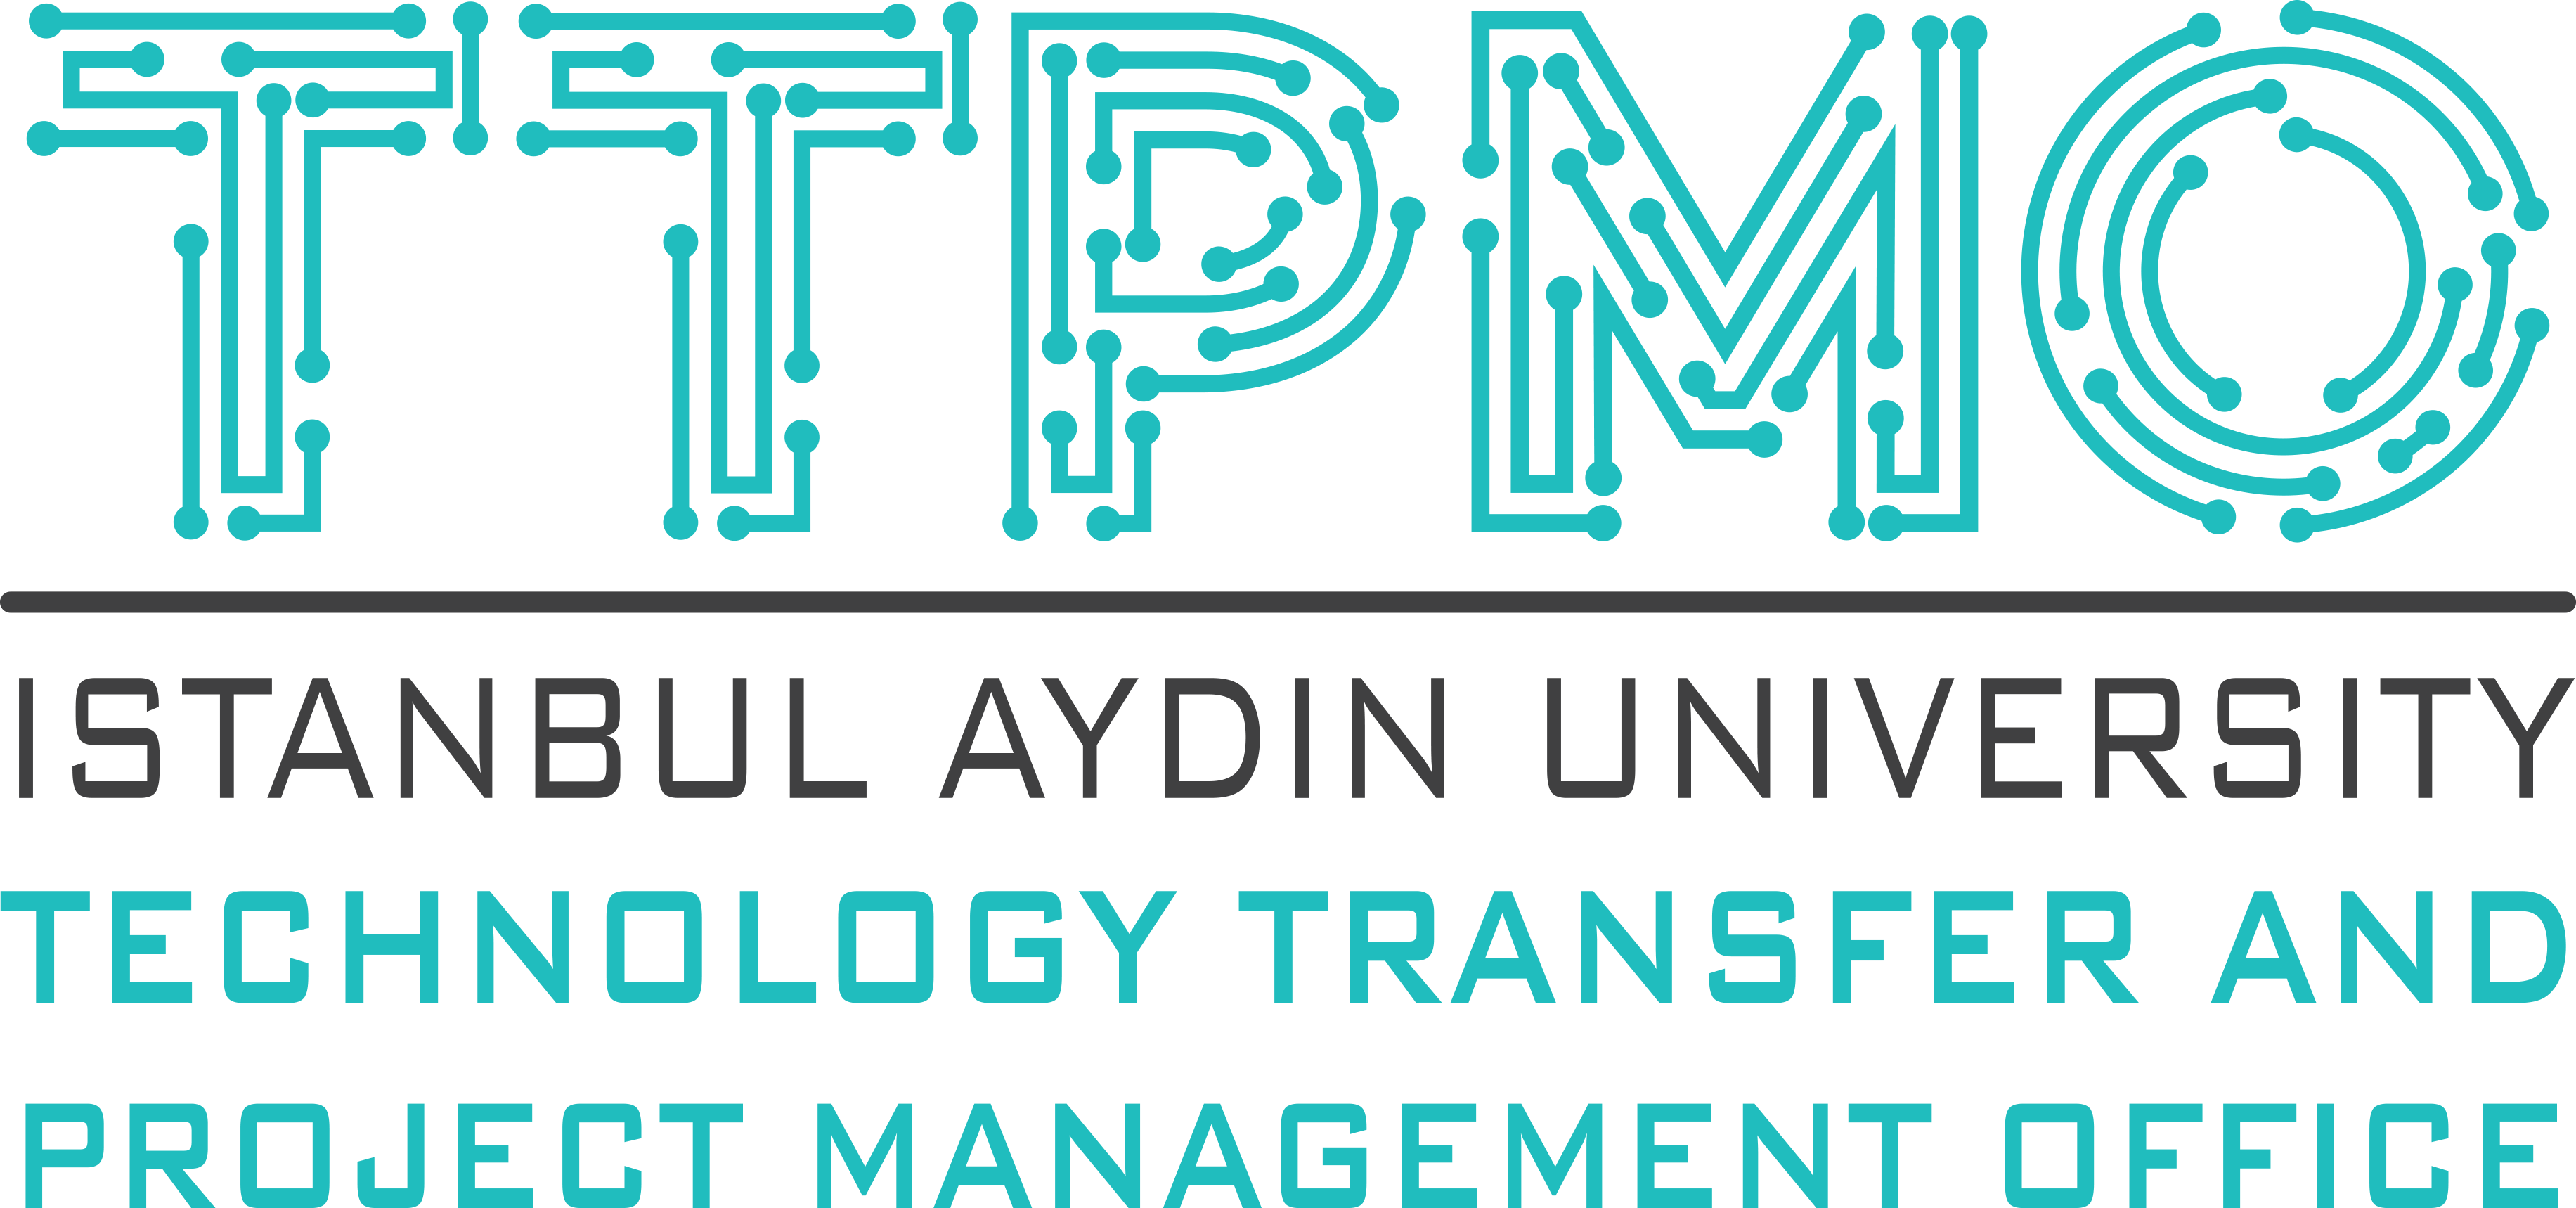 TTPMO
ISTANBUL AYDIN UNIVERSITY
TECHNOLOGY TRANSFER AND
PROJECT MANAGEMENT OFFICE